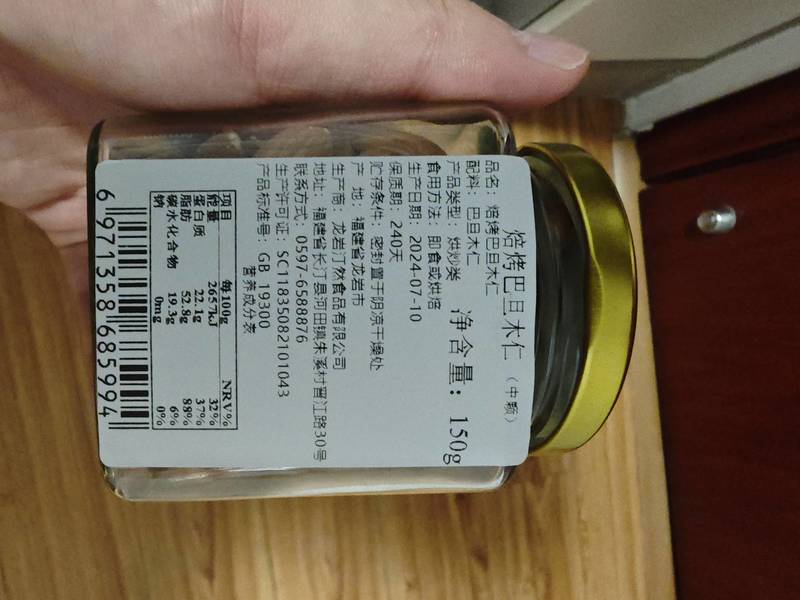 焙烤巴旦木仁（中颗）
品名：焙烤巴旦木仁
配料：巴旦木仁
产品类型：烘炒类
净含量：150g
食用方法：即食或烘焙
生产日期：2024-07-10
保质期：240天
贮存条件：密封置于阴凉干燥处
产 地：福建省龙岩市
生产商：龙岩汀然食品有限公司
地址：福建省长汀县河田镇朱溪村晋江路30号
联系方式：0597-6588876
生产许可证：SC11835082101043
产品标准号：GB 19300
营养成分表
项目 每100g NRV%
能量 2657kJ 32%
蛋白质 22.1g 37%
脂肪 52.8g 88%
碳水化合物 19.3g 6%
钠 0mg 0%
6 971358 685994